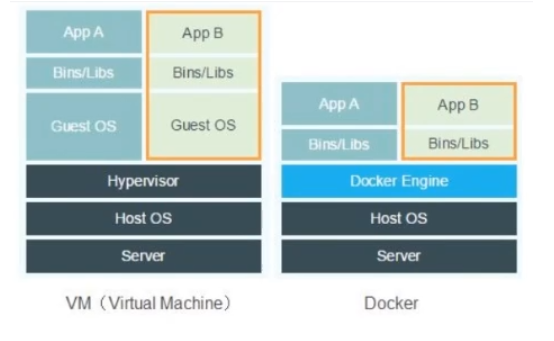 App A
App B
Bins/Libs
Bins/Libs
Guest OS
Guest OS
Hypervisor
Host OS
Server
VM（Virtual Machine）
App A
App B
Bins/Libs
Bins/Libs
Docker Engine
Host OS
Server
Docker